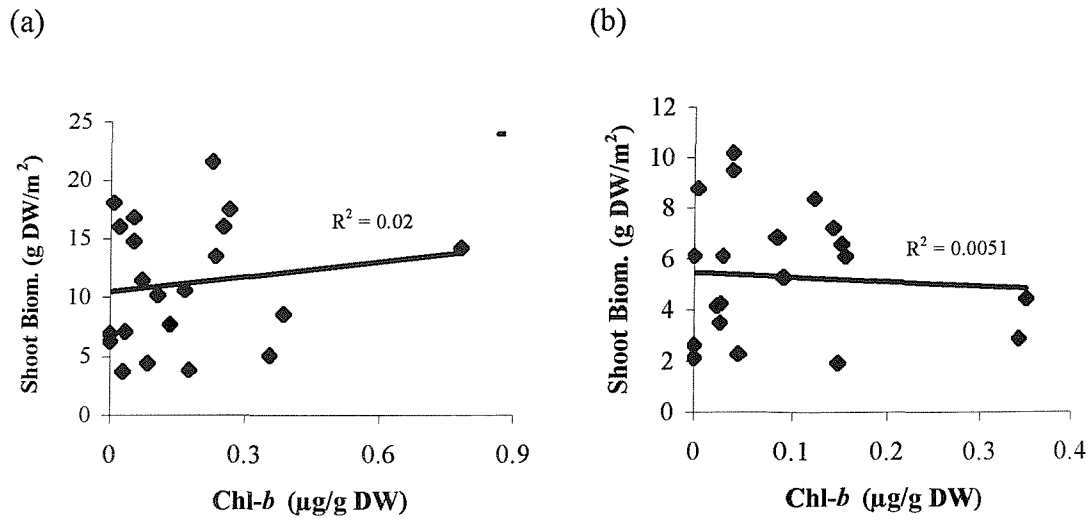 (a)
(b)
Shoot Biom. (g DW/m²)
25
20
15
10
5
0
R² = 0.02
0
0.3
0.6
0.9
Chl-b (µg/g DW)
Shoot Biom. (g DW/m²)
12
10
8
6
4
2
0
R² = 0.0051
0
0.1
0.2
0.3
0.4
Chl-b (µg/g DW)